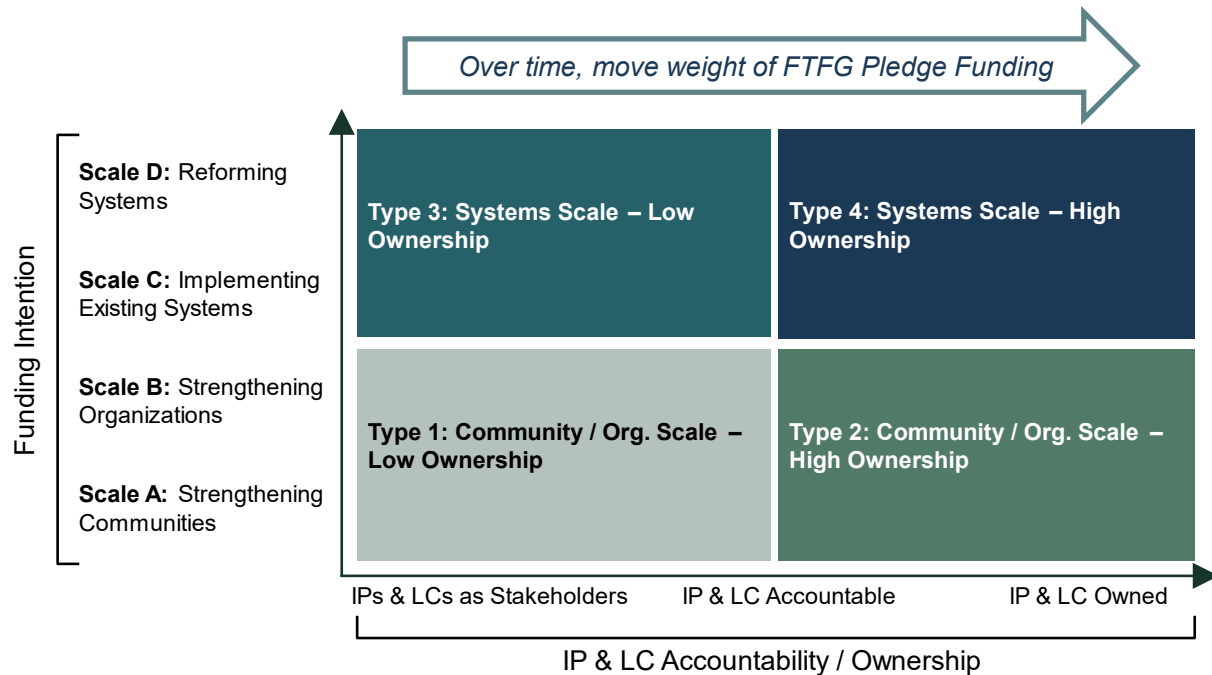 Over time, move weight of FTFG Pledge Funding
Funding Intention
Scale D: Reforming
Systems
Scale C: Implementing
Existing Systems
Scale B: Strengthening
Organizations
Scale A: Strengthening
Communities
Type 3: Systems Scale – Low
Ownership
Type 4: Systems Scale – High
Ownership
Type 1: Community / Org. Scale –
Low Ownership
Type 2: Community / Org. Scale –
High Ownership
IPs & LCs as Stakeholders
IP & LC Accountable
IP & LC Owned
IP & LC Accountability / Ownership